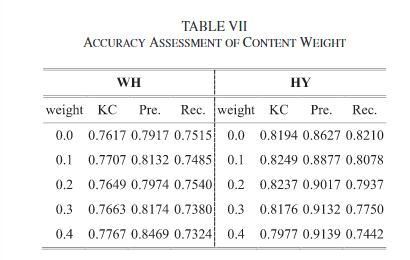 TABLE VII
ACCURACY ASSESSMENT OF CONTENT WEIGHT
WH HY
weight KC Pre. Rec. weight KC Pre. Rec.
0.0 0.7617 0.7917 0.7515 0.0 0.8194 0.8627 0.8210
0.1 0.7707 0.8132 0.7485 0.1 0.8249 0.8877 0.8078
0.2 0.7649 0.7974 0.7540 0.2 0.8237 0.9017 0.7937
0.3 0.7663 0.8174 0.7380 0.3 0.8176 0.9132 0.7750
0.4 0.7767 0.8469 0.7324 0.4 0.7977 0.9139 0.7442